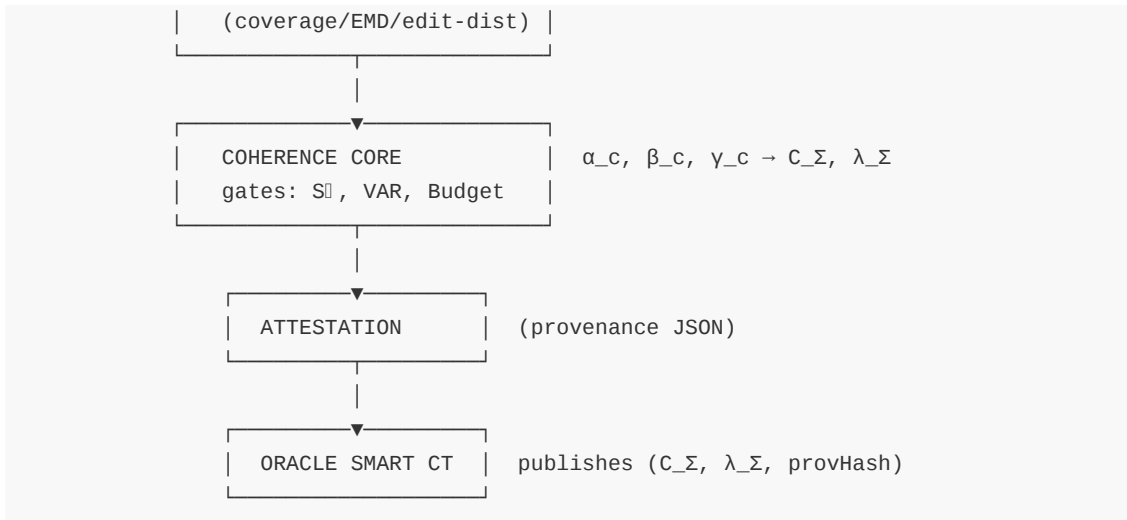 (coverage/EMD/edit-dist)
COHERENCE CORE α_c, β_c, γ_c → C_Σ, λ_Σ
gates: S▯, VAR, Budget
ATTESTATION (provenance JSON)
ORACLE SMART CT publishes (C_Σ, λ_Σ, provHash)